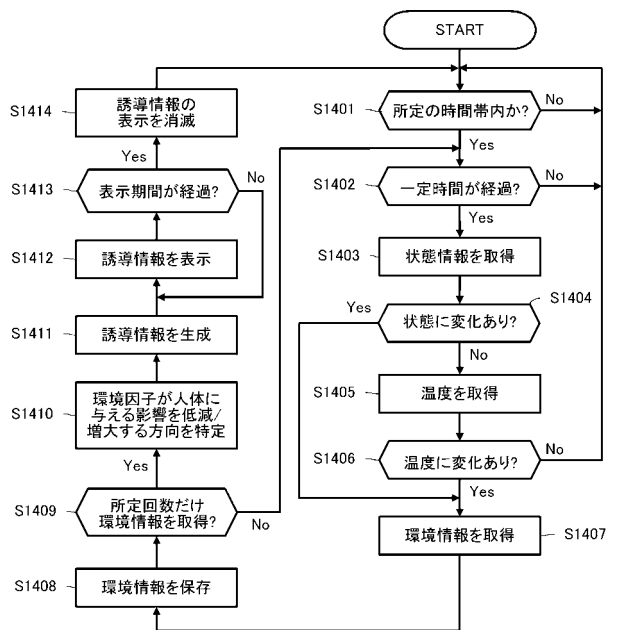 START
S1401
所定の時間帯内か?
No
Yes
S1402
一定時間が経過?
No
Yes
S1403
状態情報を取得
S1404
Yes
状態に変化あり?
No
S1405
温度を取得
S1406
温度に変化あり?
No
Yes
環境情報を取得
S1407
S1408
環境情報を保存
S1409
所定回数だけ
環境情報を取得?
No
Yes
S1410
環境因子が人体に
与える影響を低減/
増大する方向を特定
S1411
誘導情報を生成
S1412
誘導情報を表示
S1413
表示期間が経過?
No
Yes
S1414
誘導情報の
表示を消滅